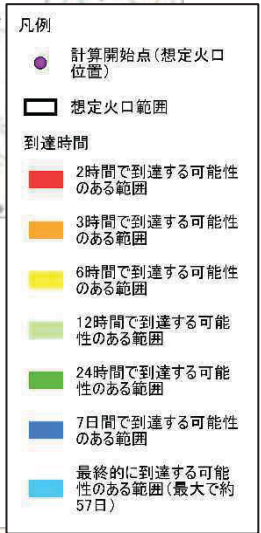 凡例
計算開始点(想定火口
位置)
想定火口範囲
到達時間
2時間で到達する可能性
のある範囲
3時間で到達する可能性
のある範囲
6時間で到達する可能性
のある範囲
12時間で到達する可能
性のある範囲
24時間で到達する可能
性のある範囲
7日間で到達する可能性
のある範囲
最終的に到達する可能
性のある範囲(最大で約
57日)